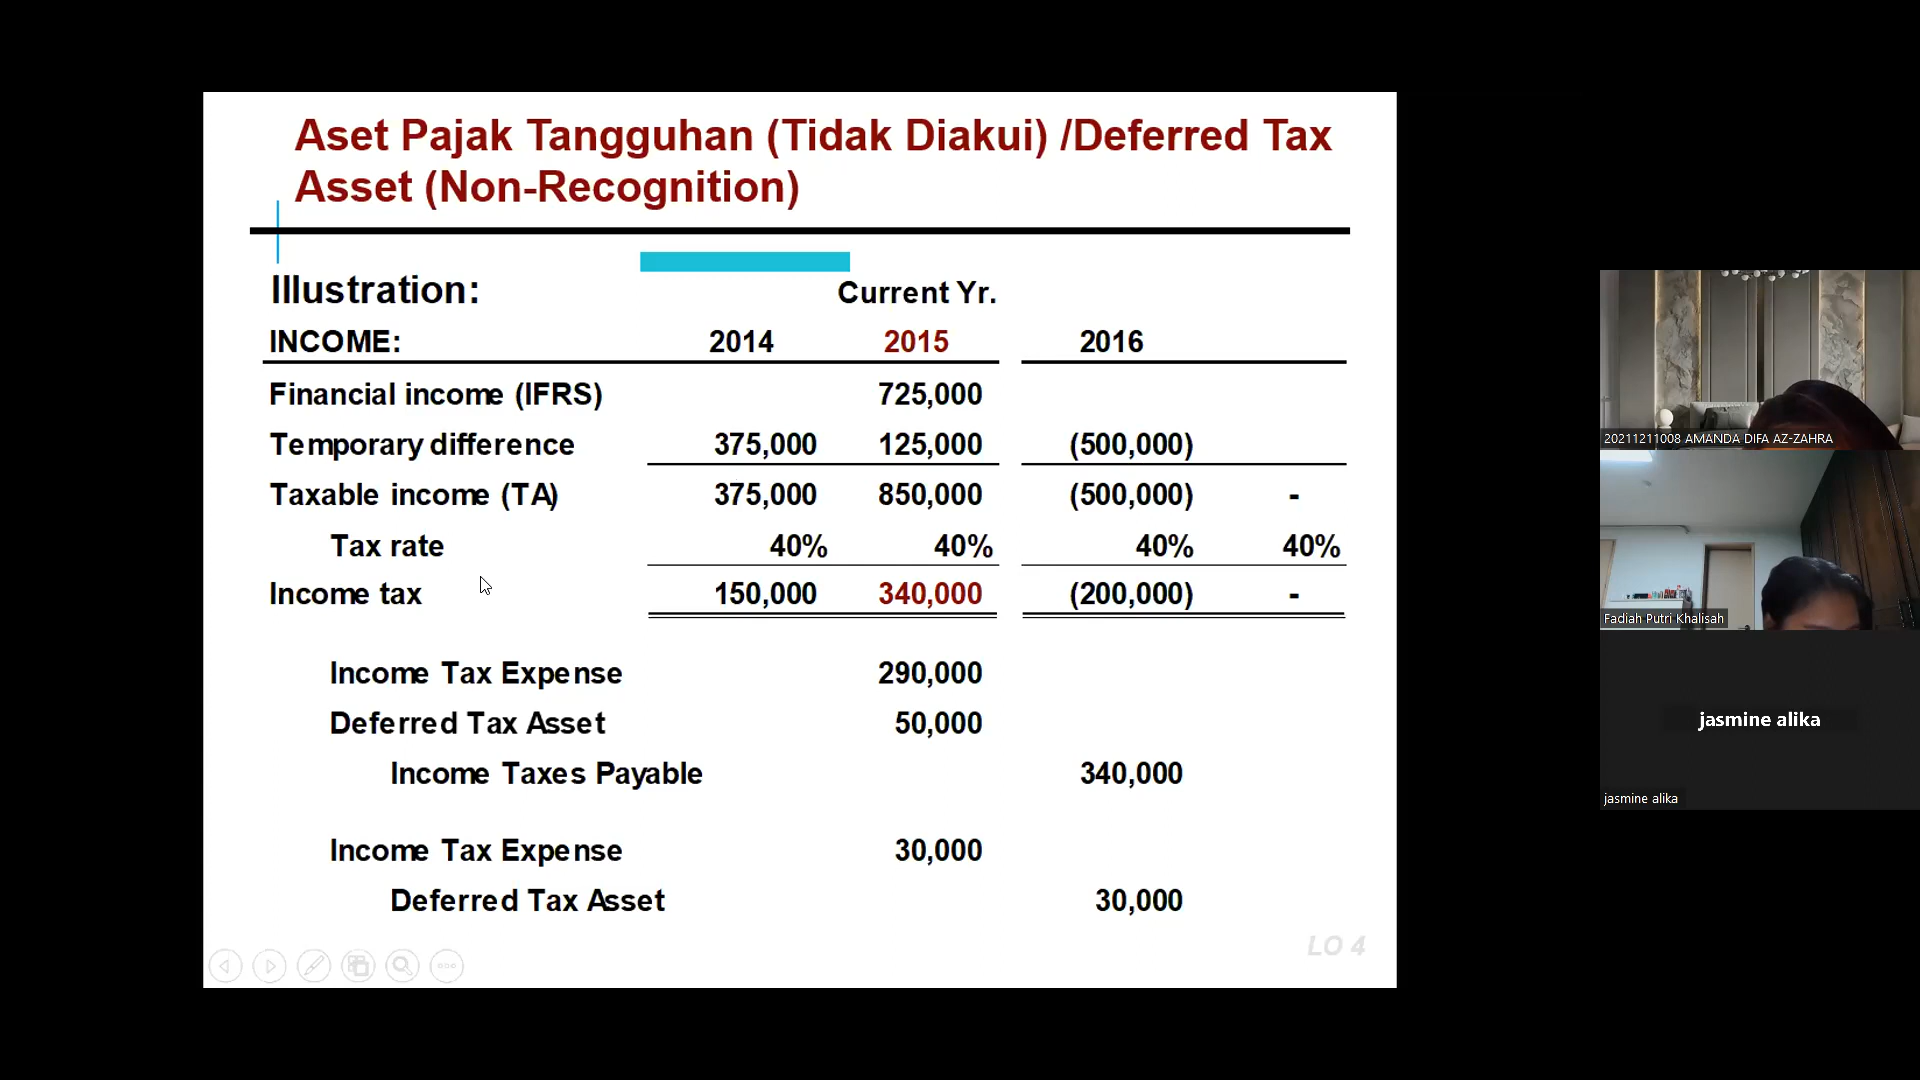 Aset Pajak Tangguhan (Tidak Diakui) /Deferred Tax
Asset (Non-Recognition)
Illustration: Current Yr.
INCOME: 2014 2015 2016
Financial income (IFRS) 725,000
Temporary difference 375,000 125,000 (500,000)
Taxable income (TA) 375,000 850,000 (500,000) -
Tax rate 40% 40% 40% 40%
Income tax 150,000 340,000 (200,000) -
Income Tax Expense 290,000
Deferred Tax Asset 50,000
Income Taxes Payable 340,000
Income Tax Expense 30,000
Deferred Tax Asset 30,000
LO 4
20211211008 AMANDA DIFA AZ-ZAHRA
Fadiah Putri Khalisah
jasmine alika
jasmine alika